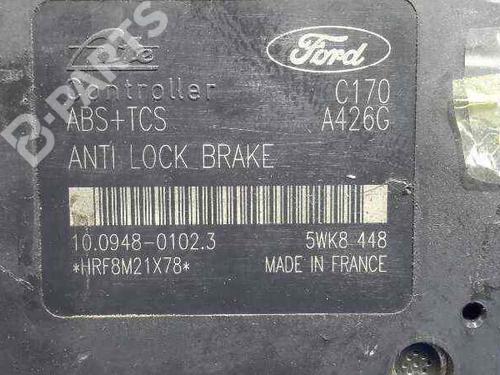 B-PARTS
Ate
Ford
Controller
C170
ABS+TCS
A426G
ANTI LOCK BRAKE
10.0948-0102.3
5WK8 448
*HRF8M21X78*
MADE IN FRANCE